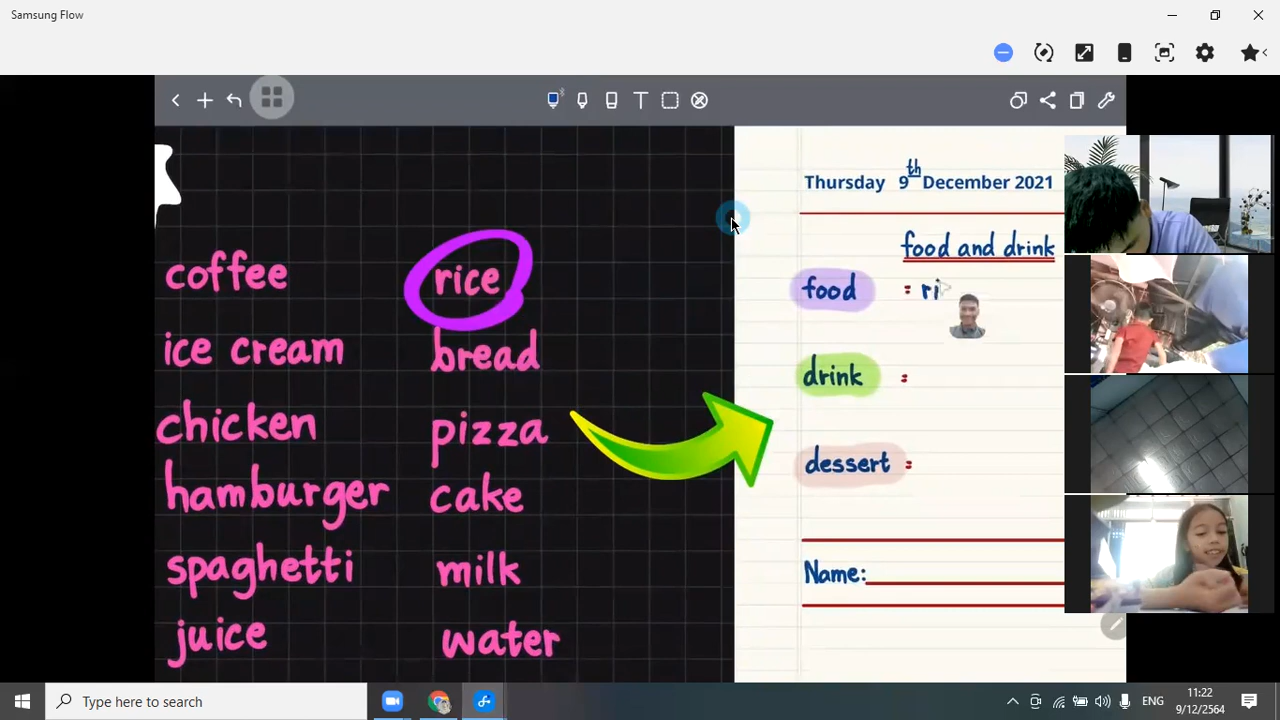 Samsung Flow
Thursday 9th December 2021
food and drink
coffee rice
food : ri
ice cream bread
drink :
chicken pizza
dessert :
hamburger cake
spaghetti milk
Name:
juice water
Type here to search
ENG
11:22
9/12/2564